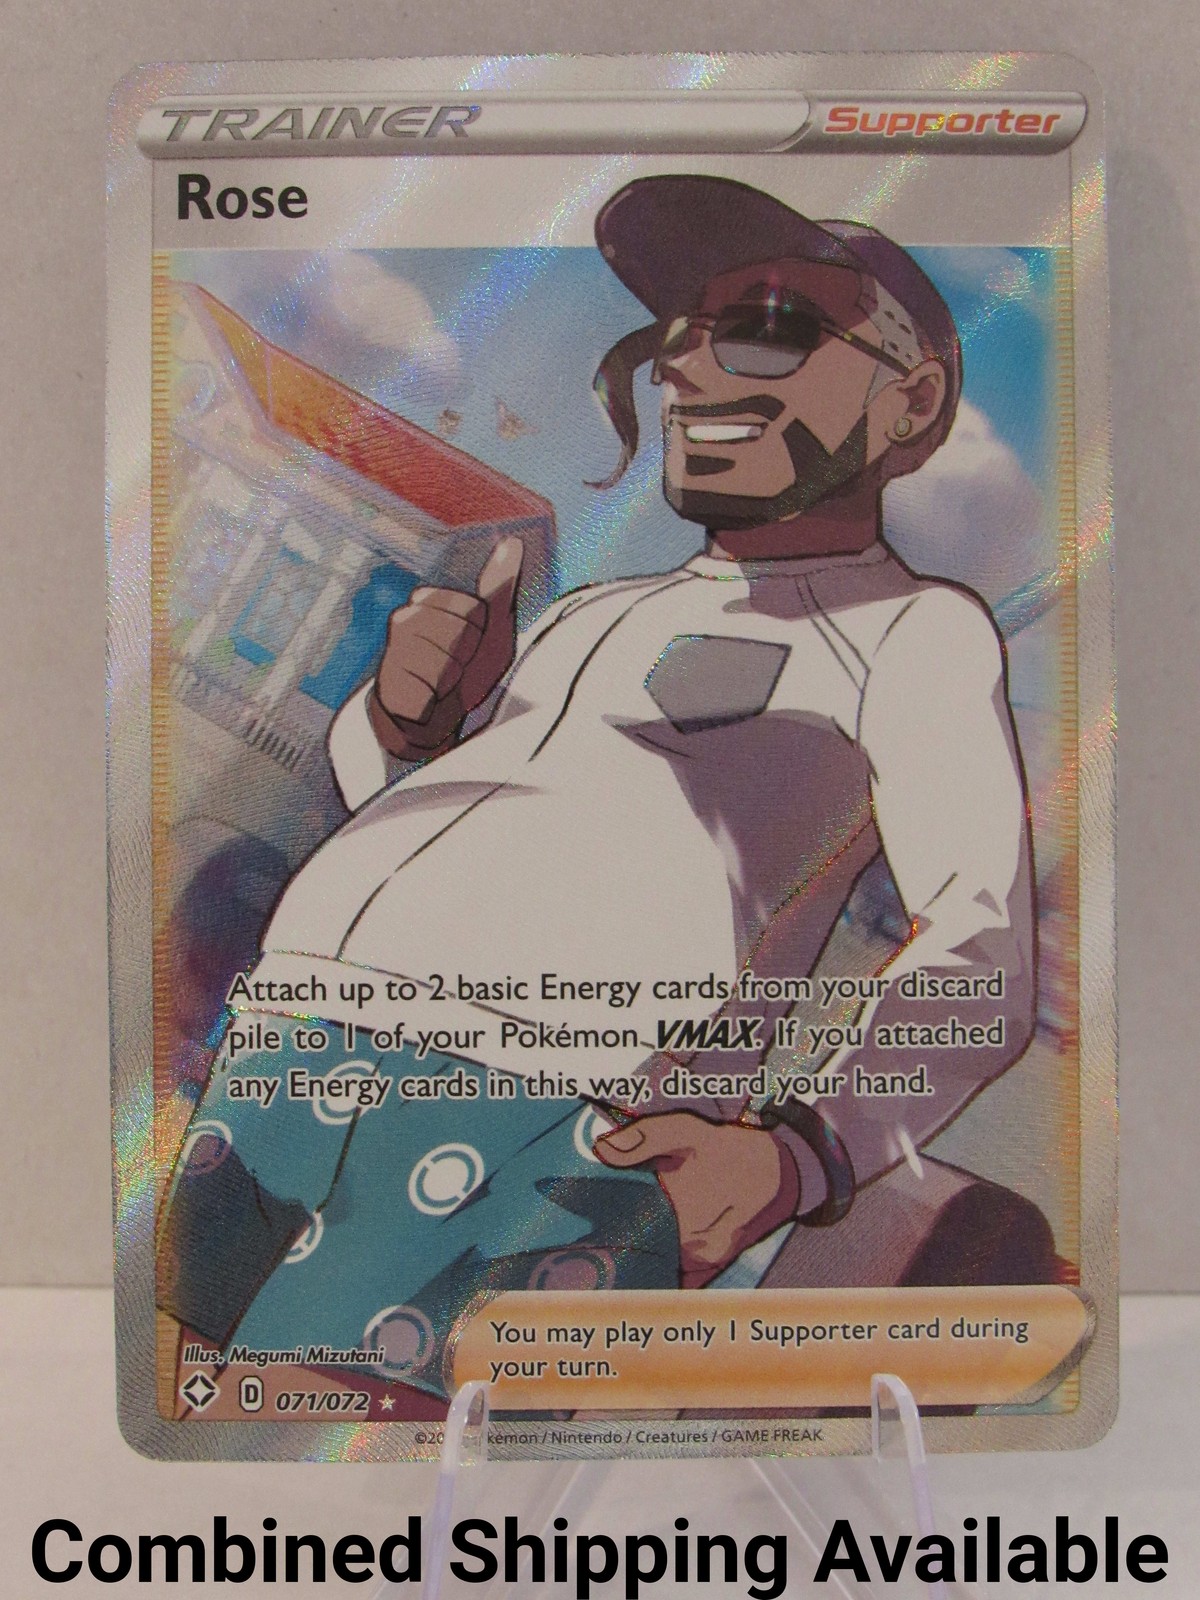 TRAINER Supporter
Rose
Attach up to 2 basic Energy cards from your discard
pile to 1 of your Pokémon VMAX. If you attached
any Energy cards in this way, discard your hand.
You may play only 1 Supporter card during
your turn.
Illus. Megumi Mizutani
D 071/072
©20 kémon / Nintendo / Creatures / GAME FREAK
Combined Shipping Available